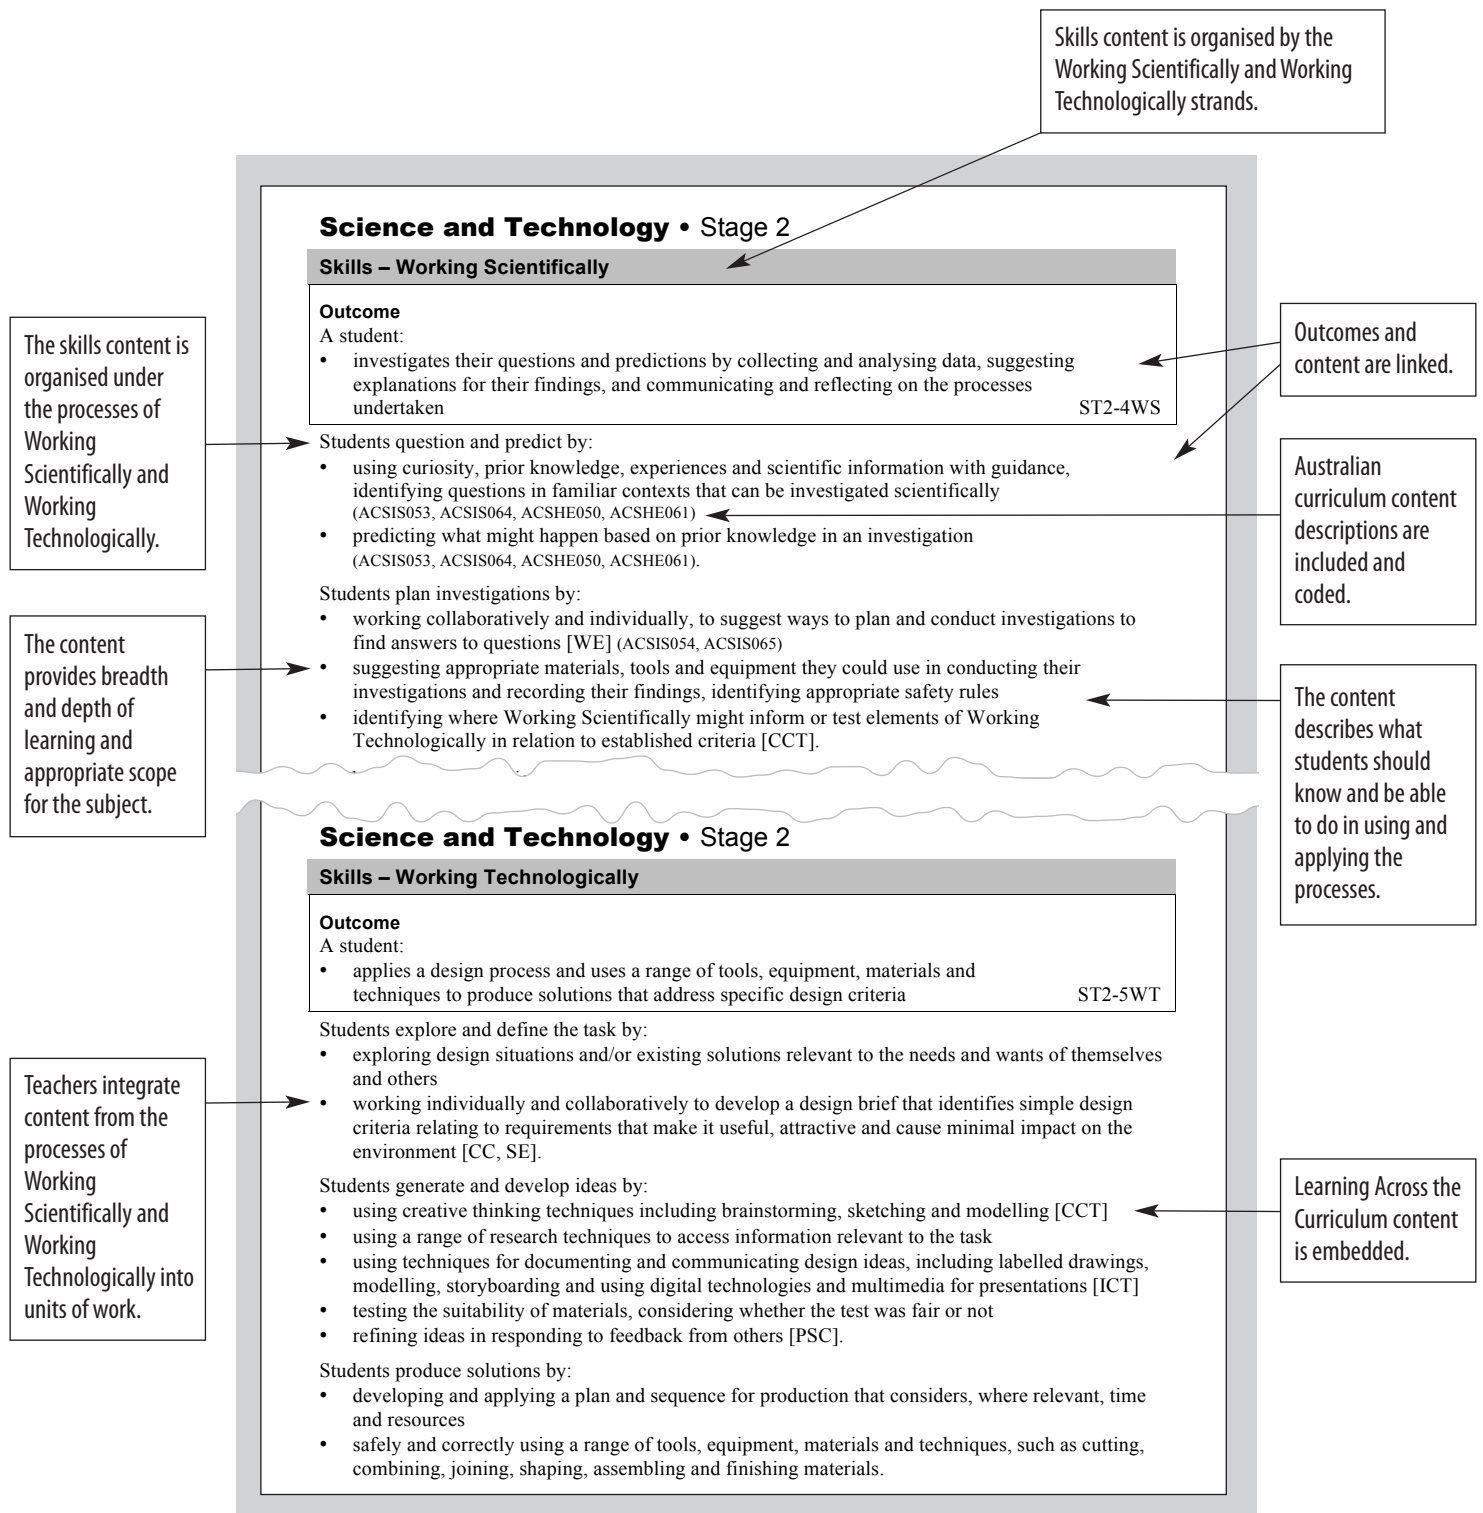 Skills content is organised by the
Working Scientifically and Working
Technologically strands.
Science and Technology • Stage 2
Skills – Working Scientifically
Outcome
A student:
• investigates their questions and predictions by collecting and analysing data, suggesting
explanations for their findings, and communicating and reflecting on the processes
undertaken ST2-4WS
Students question and predict by:
• using curiosity, prior knowledge, experiences and scientific information with guidance,
identifying questions in familiar contexts that can be investigated scientifically
(ACSIS053, ACSIS064, ACSHE050, ACSHE061)
• predicting what might happen based on prior knowledge in an investigation
(ACSIS053, ACSIS064, ACSHE050, ACSHE061).
Students plan investigations by:
• working collaboratively and individually, to suggest ways to plan and conduct investigations to
find answers to questions [WE] (ACSIS054, ACSIS065)
• suggesting appropriate materials, tools and equipment they could use in conducting their
investigations and recording their findings, identifying appropriate safety rules
• identifying where Working Scientifically might inform or test elements of Working
Technologically in relation to established criteria [CCT].
The skills content is
organised under
the processes of
Working
Scientifically and
Working
Technologically.
The content
provides breadth
and depth of
learning and
appropriate scope
for the subject.
Outcomes and
content are linked.
Australian
curriculum content
descriptions are
included and
coded.
The content
describes what
students should
know and be able
to do in using and
applying the
processes.
Science and Technology • Stage 2
Skills – Working Technologically
Outcome
A student:
• applies a design process and uses a range of tools, equipment, materials and
techniques to produce solutions that address specific design criteria ST2-5WT
Students explore and define the task by:
• exploring design situations and/or existing solutions relevant to the needs and wants of themselves
and others
• working individually and collaboratively to develop a design brief that identifies simple design
criteria relating to requirements that make it useful, attractive and cause minimal impact on the
environment [CC, SE].
Students generate and develop ideas by:
• using creative thinking techniques including brainstorming, sketching and modelling [CCT]
• using a range of research techniques to access information relevant to the task
• using techniques for documenting and communicating design ideas, including labelled drawings,
modelling, storyboarding and using digital technologies and multimedia for presentations [ICT]
• testing the suitability of materials, considering whether the test was fair or not
• refining ideas in responding to feedback from others [PSC].
Students produce solutions by:
• developing and applying a plan and sequence for production that considers, where relevant, time
and resources
• safely and correctly using a range of tools, equipment, materials and techniques, such as cutting,
combining, joining, shaping, assembling and finishing materials.
Teachers integrate
content from the
processes of
Working
Scientifically and
Working
Technologically into
units of work.
Learning Across the
Curriculum content
is embedded.